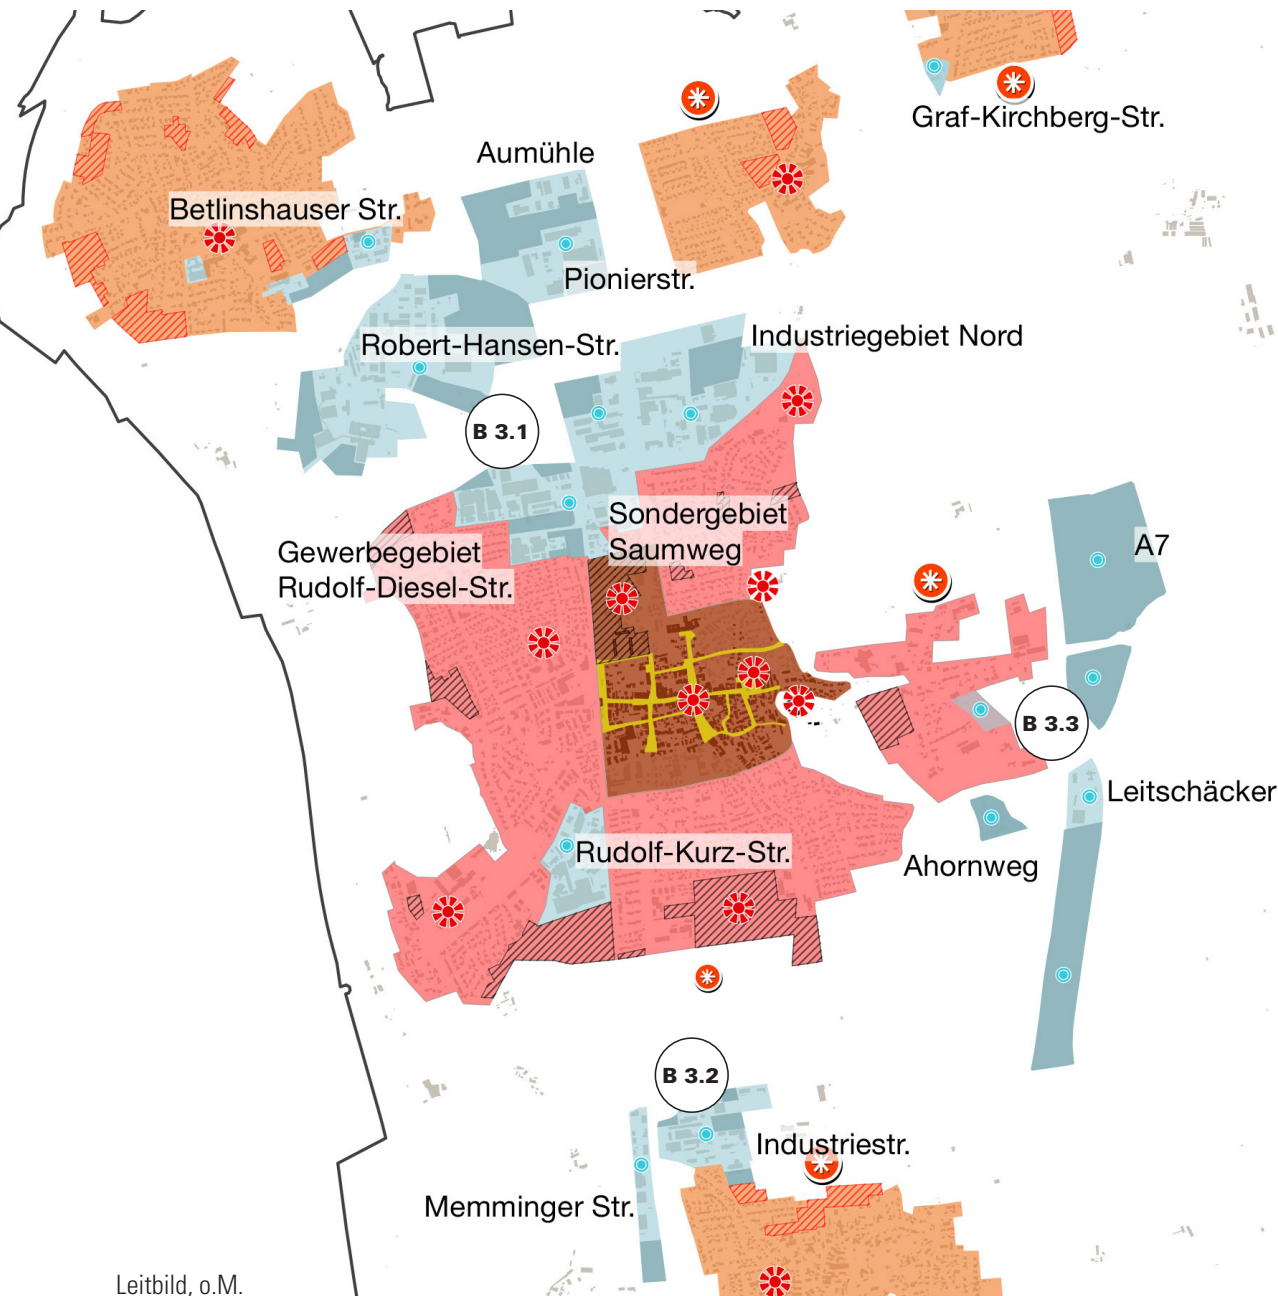 Graf-Kirchberg-Str.
Aumühle
Betlinshauser Str.
Pionierstr.
Robert-Hansen-Str.
Industriegebiet Nord
B 3.1
Sondergebiet
Saumweg
Gewerbegebiet
Rudolf-Diesel-Str.
A7
B 3.3
Leitschäcker
Rudolf-Kurz-Str.
Ahornweg
B 3.2
Industriestr.
Memminger Str.
Leitbild, o.M.